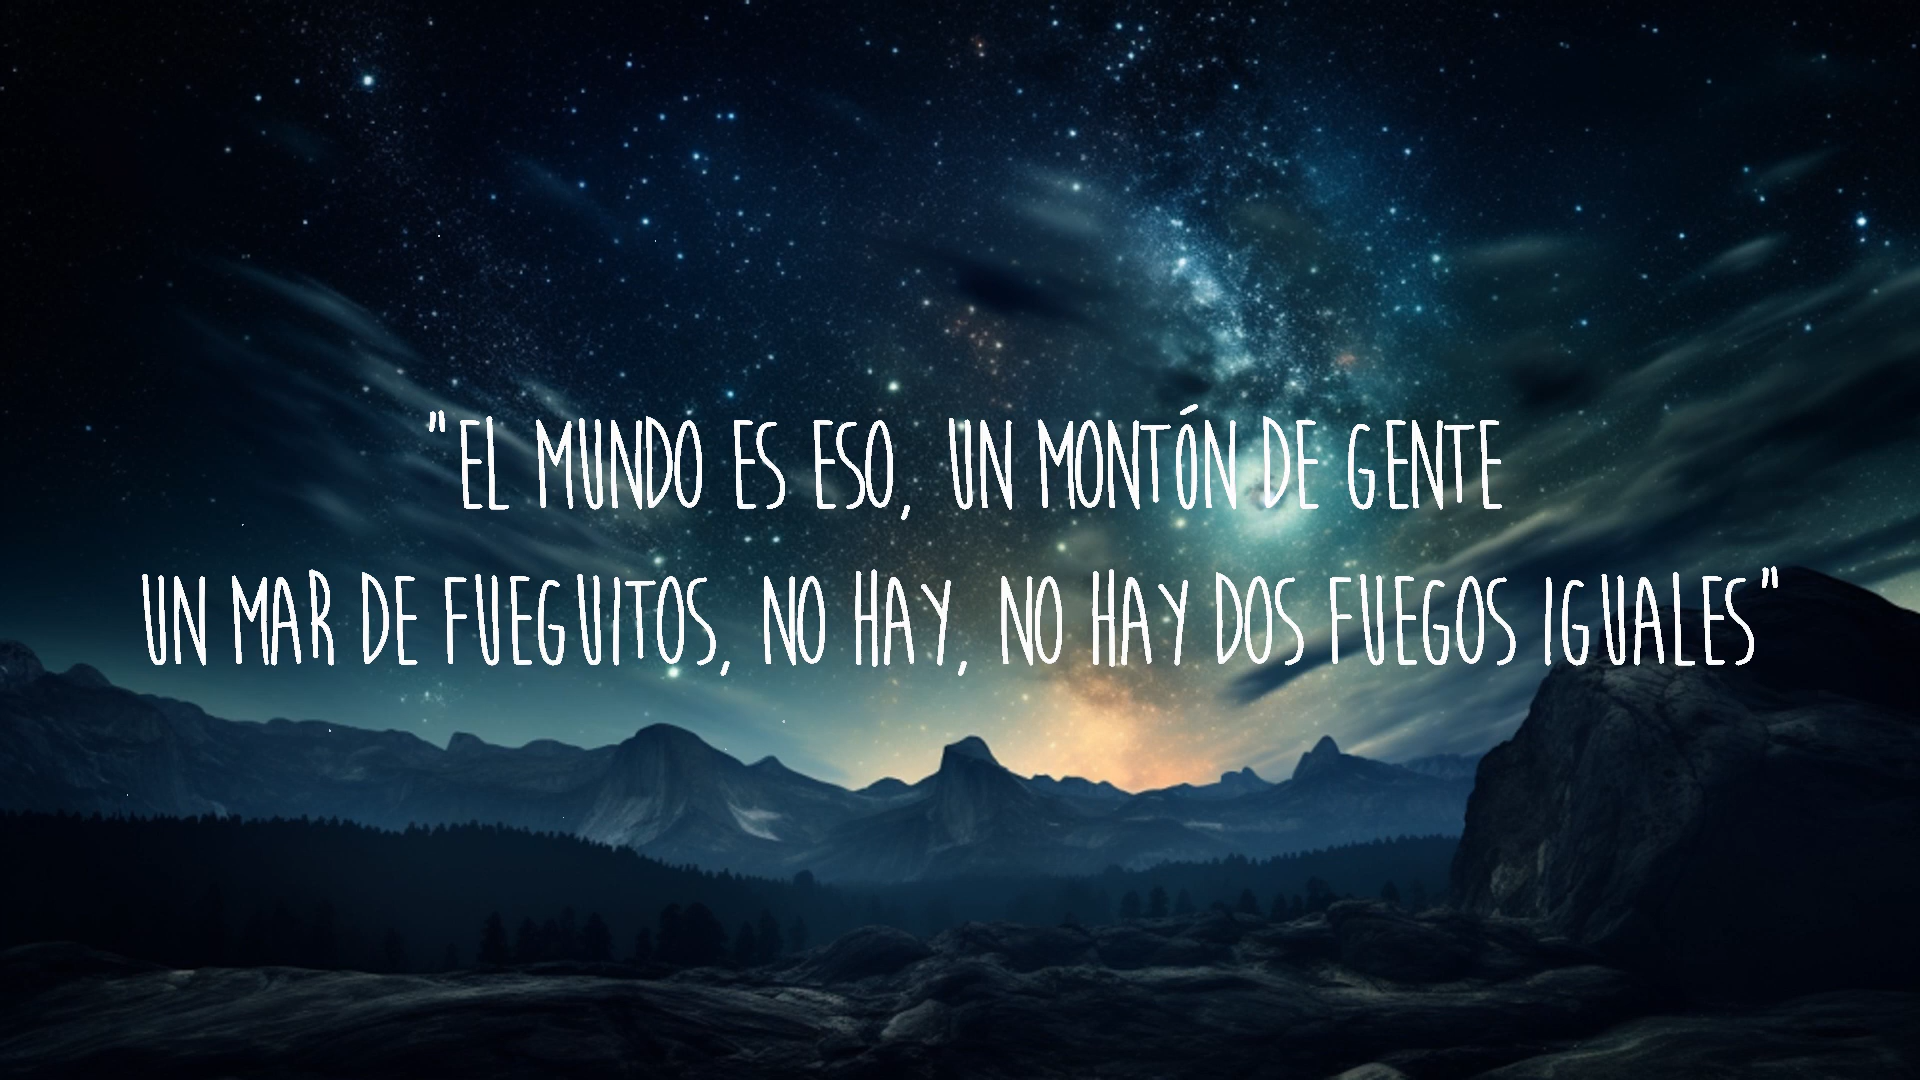 "EL MUNDO ES ESO, UN MONTÓN DE GENTE
UN MAR DE FUEGUITOS, NO HAY, NO HAY DOS FUEGOS IGUALES"